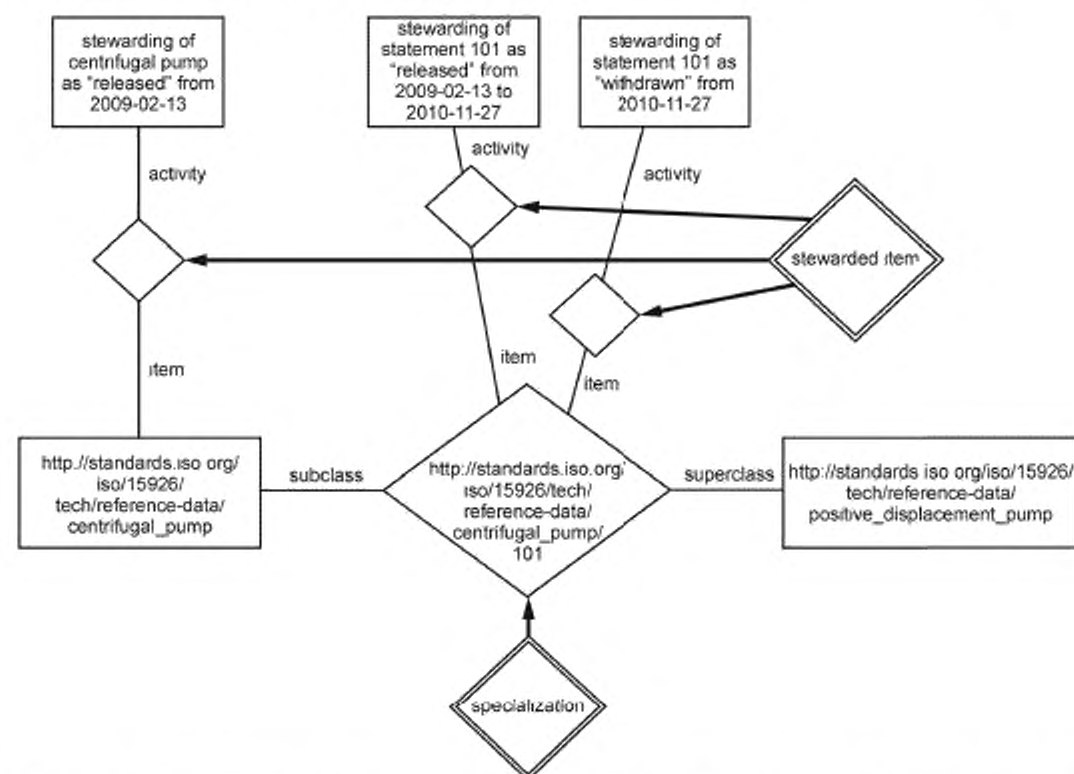 stewarding of
centrifugal pump
as "released" from
2009-02-13
stewarding of
statement 101 as
"released" from
2009-02-13 to
2010-11-27
stewarding of
statement 101 as
"withdrawn" from
2010-11-27
activity
activity
activity
stewarded item
item
item
item
http.//standards.iso org/
iso/15926/
tech/reference-data/
centrifugal_pump
subclass
http://standards.iso.org/
iso/15926/tech/
reference-data/
centrifugal_pump/
101
superclass
http://standards iso org/iso/15926/
tech/reference-data/
positive_displacement_pump
specialization